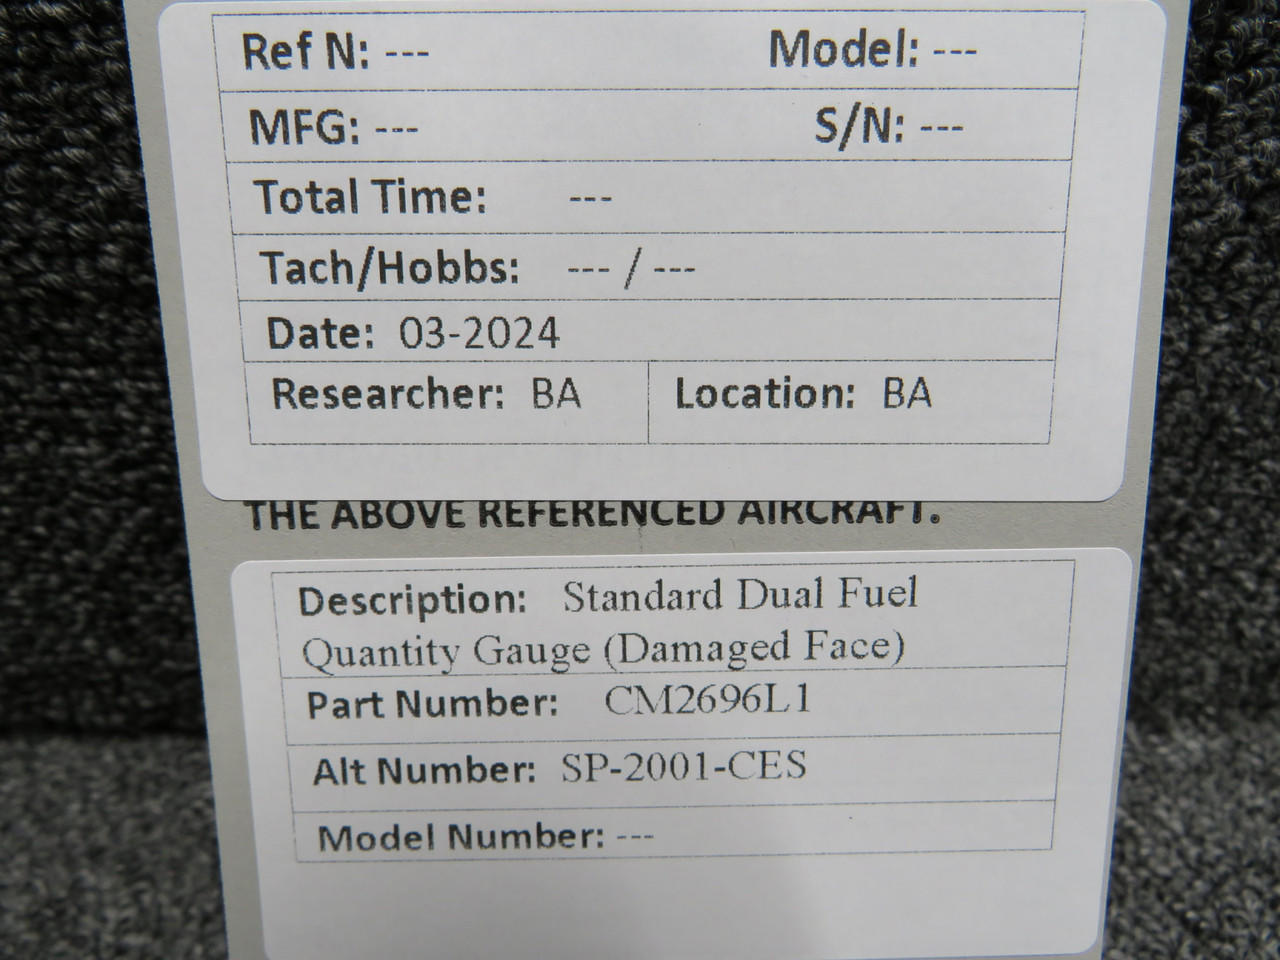 Ref N: --- Model: ---
MFG: --- S/N: ---
Total Time: ---
Tach/Hobbs: --- / ---
Date: 03-2024
Researcher: BA Location: BA
THE ABOVE REFERENCED AIRCRAFT.
Description: Standard Dual Fuel
Quantity Gauge (Damaged Face)
Part Number: CM2696L1
Alt Number: SP-2001-CES
Model Number: ---